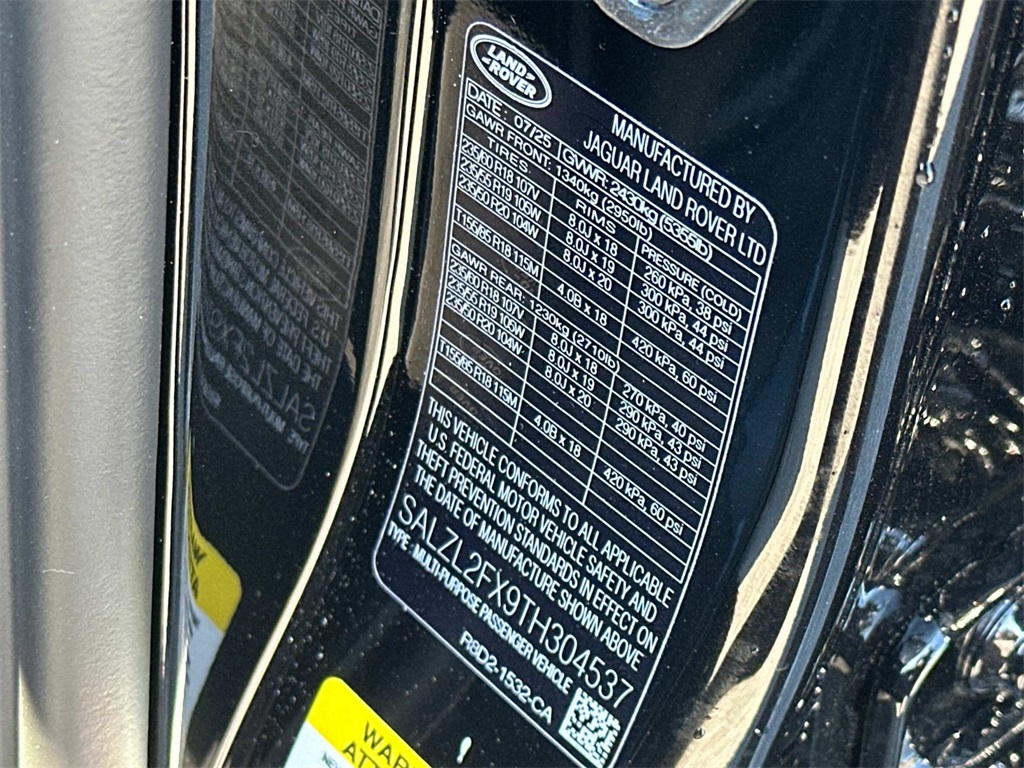 LAND
ROVER
MANUFACTURED BY
JAGUAR LAND ROVER LTD
DATE: 07/25 GVWR: 2430kg (5355lb)
GAWR FRONT: 1340kg (2950lb)
TIRES RIMS PRESSURE (COLD)
235/60 R18 107V 8.0J x 18 260 kPa, 38 psi
235/55 R19 105W 8.0J x 19 300 kPa, 44 psi
235/50 R20 104W 8.0J x 20 300 kPa, 44 psi
T155/85 R18 115M 4.0B x 18 420 kPa, 60 psi
GAWR REAR: 1230kg (2710lb)
235/60 R18 107V 8.0J x 18 270 kPa, 40 psi
235/55 R19 105W 8.0J x 19 290 kPa, 43 psi
235/50 R20 104W 8.0J x 20 290 kPa, 43 psi
T155/85 R18 115M 4.0B x 18 420 kPa, 60 psi
THIS VEHICLE CONFORMS TO ALL APPLICABLE
U.S FEDERAL MOTOR VEHICLE SAFETY AND
THEFT PREVENTION STANDARDS IN EFFECT ON
THE DATE OF MANUFACTURE SHOWN ABOVE
SALZL2FX9TH304537
TYPE: MULTI-PURPOSE PASSENGER VEHICLE
R8D2-1532-CA